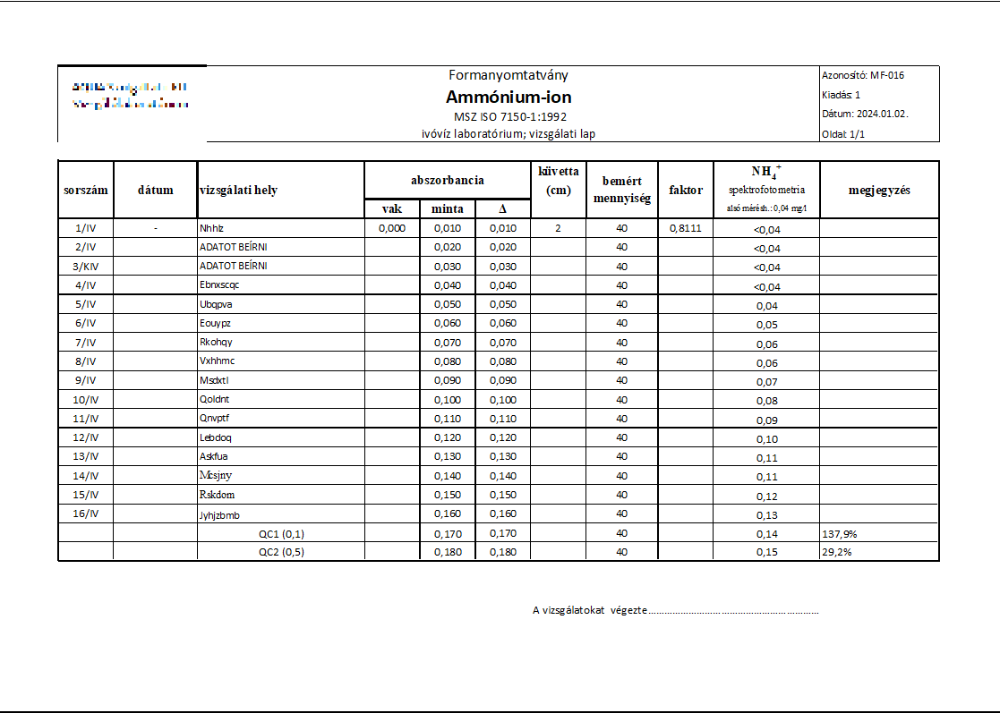 Formanyomtatvány
Ammónium-ion
MSZ ISO 7150-1:1992
ivóvíz laboratórium; vizsgálati lap
Azonosító: MF-016
Kiadás: 1
Dátum: 2024.01.02.
Oldal: 1/1
sorszám dátum vizsgálati hely abszorbancia küvetta (cm) bemért mennyiség faktor NH4+ spektrofotometria alsó mérésh.: 0,04 mg/l megjegyzés
vak minta Δ
1/IV - Nhhlz 0,000 0,010 0,010 2 40 0,8111 <0,04
2/IV ADATOT BEÍRNI 0,020 0,020 40 <0,04
3/KIV ADATOT BEÍRNI 0,030 0,030 40 <0,04
4/IV Ebnxscqc 0,040 0,040 40 <0,04
5/IV Ubqpva 0,050 0,050 40 0,04
6/IV Eouypz 0,060 0,060 40 0,05
7/IV Rkohqy 0,070 0,070 40 0,06
8/IV Vxhhmc 0,080 0,080 40 0,06
9/IV Msdxtl 0,090 0,090 40 0,07
10/IV Qoldnt 0,100 0,100 40 0,08
11/IV Qnvptf 0,110 0,110 40 0,09
12/IV Lebdoq 0,120 0,120 40 0,10
13/IV Askfua 0,130 0,130 40 0,11
14/IV Mcsjny 0,140 0,140 40 0,11
15/IV Rskdom 0,150 0,150 40 0,12
16/IV Jyhjzbmb 0,160 0,160 40 0,13
QC1 (0,1) 0,170 0,170 40 0,14 137,9%
QC2 (0,5) 0,180 0,180 40 0,15 29,2%
A vizsgálatokat végezte................................................................